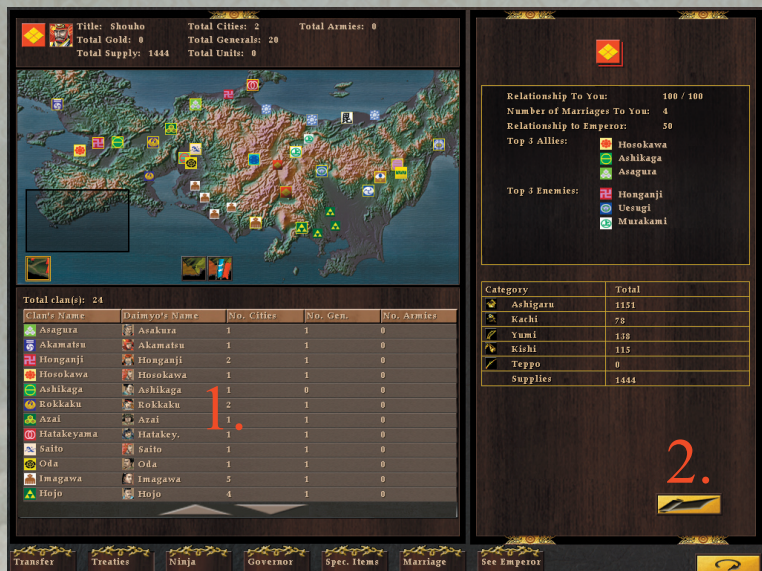 Title: Shouho Total Cities: 2 Total Armies: 0
Total Gold: 0 Total Generals: 20
Total Supply: 1444 Total Units: 0
Total clan(s): 24
Clan's Name Daimyo's Name No. Cities No. Gen. No. Armies
Asagura Asakura 1 1 0
Akamatsu Akamatsu 1 1 0
Honganji Honganji 2 1 0
Hosokawa Hosokawa 1 1 0
Ashikaga Ashikaga 1 0 0
Rokkaku Rokkaku 2 1 0
Azai Azai 1 1 0
Hatakeyama Hatakey. 1 1 0
Saito Saito 1 1 0
Oda Oda 1 1 0
Imagawa Imagawa 5 1 0
Hojo Hojo 4 1 0
1.
Relationship To You: 100 / 100
Number of Marriages To You: 4
Relationship to Emperor: 50
Top 3 Allies: Hosokawa
Ashikaga
Asagura
Top 3 Enemies: Honganji
Uesugi
Murakami
Category Total
Ashigaru 1151
Kachi 78
Yumi 138
Kishi 115
Teppo 0
Supplies 1444
2.
Transfer Treaties Ninja Governor Spec. Items Marriage See Emperor